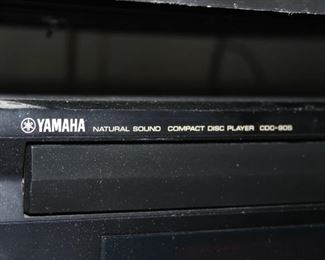 YAMAHA NATURAL SOUND COMPACT DISC PLAYER CDC-905